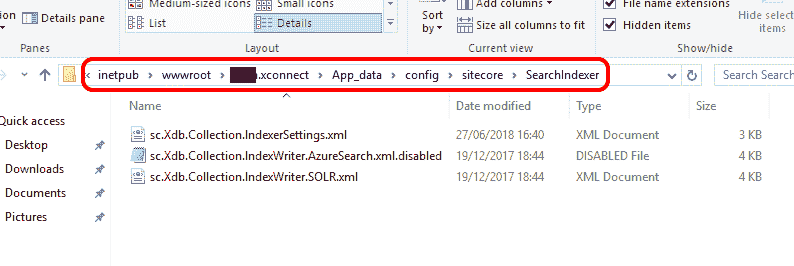 tion Details pane
Medium-sized icons Small icons
List Details
Sort by Add columns
Size all columns to fit
File name extensions
Hidden items
Hide select items
Panes Layout Current view Show/hide
inetpub wwwroot .xconnect App_data config sitecore SearchIndexer Search Search
Name Date modified Type Size
Quick access
Desktop
Downloads
Documents
Pictures
sc.Xdb.Collection.IndexerSettings.xml 27/06/2018 16:40 XML Document 3 KB
sc.Xdb.Collection.IndexWriter.AzureSearch.xml.disabled 19/12/2017 18:44 DISABLED File 4 KB
sc.Xdb.Collection.IndexWriter.SOLR.xml 19/12/2017 18:44 XML Document 4 KB